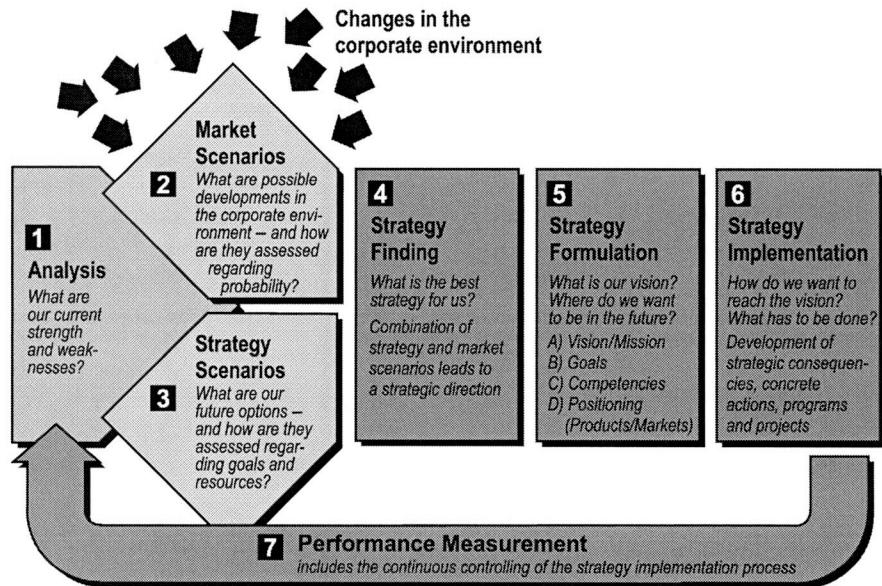 Changes in the
corporate environment
1
Analysis
What are
our current
strength
and weak-
nesses?
Market
Scenarios
2
What are possible
developments in
the corporate envi-
ronment – and how
are they assessed
regarding
probability?
Strategy
Scenarios
3
What are our
future options –
and how are they
assessed regar-
ding goals and
resources?
4
Strategy
Finding
What is the best
strategy for us?
Combination of
strategy and market
scenarios leads to
a strategic direction
5
Strategy
Formulation
What is our vision?
Where do we want
to be in the future?
A) Vision/Mission
B) Goals
C) Competencies
D) Positioning
(Products/Markets)
6
Strategy
Implementation
How do we want to
reach the vision?
What has to be done?
Development of
strategic consequen-
cies, concrete
actions, programs
and projects
7 Performance Measurement
includes the continuous controlling of the strategy implementation process